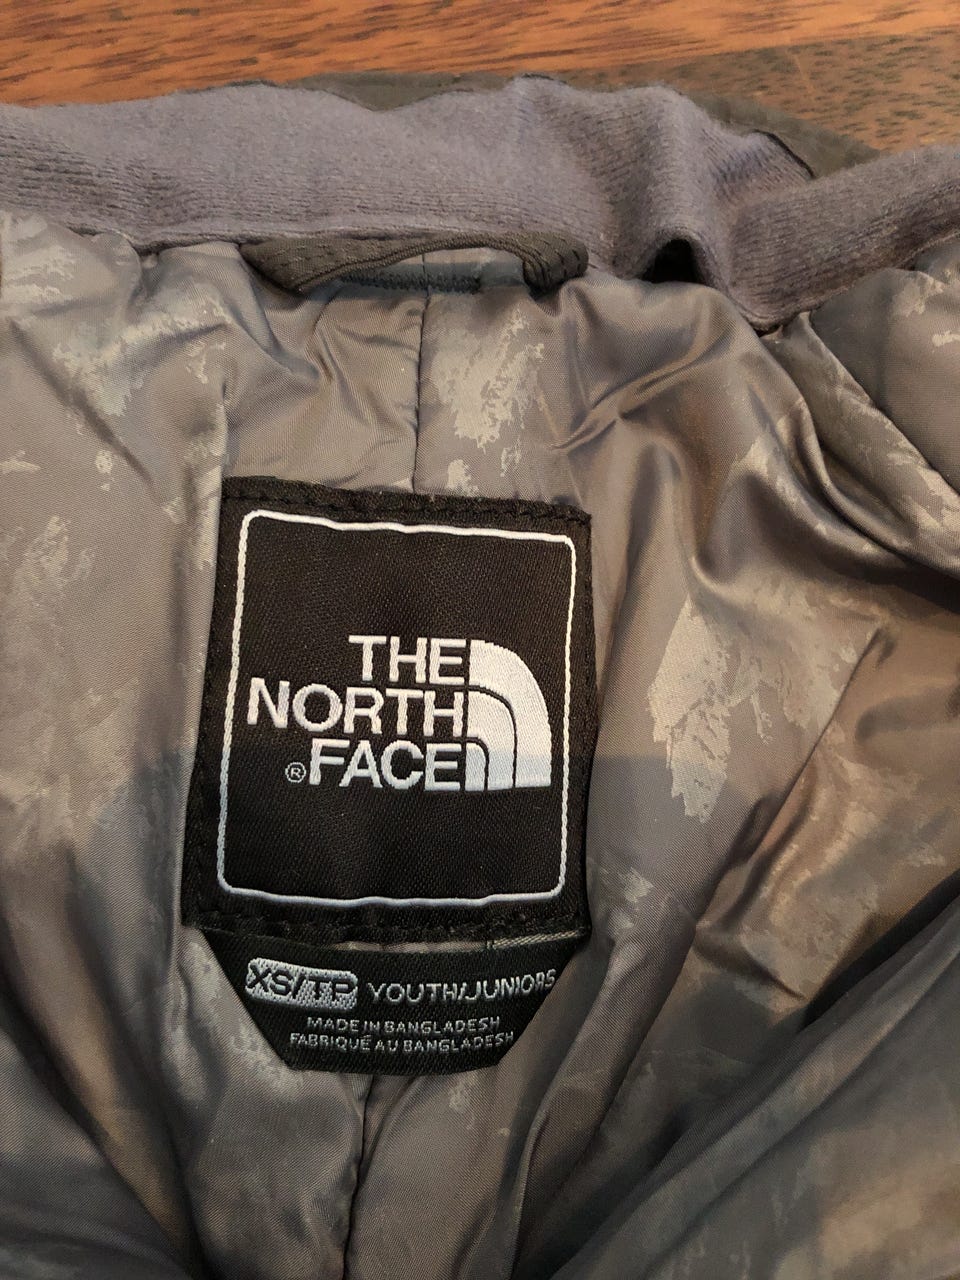 THE
NORTH
®FACE
XS/TP YOUTH/JUNIORS
MADE IN BANGLADESH
FABRIQUÉ AU BANGLADESH